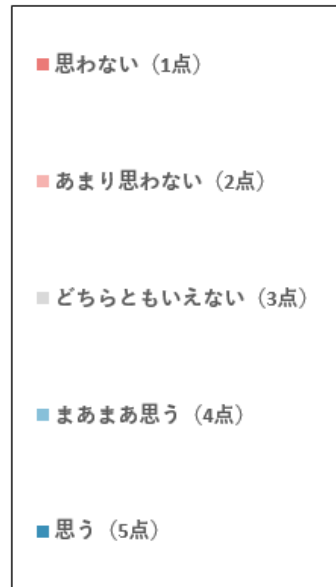 思わない（1点）
あまり思わない（2点）
どちらともいえない（3点）
まあまあ思う（4点）
思う（5点）